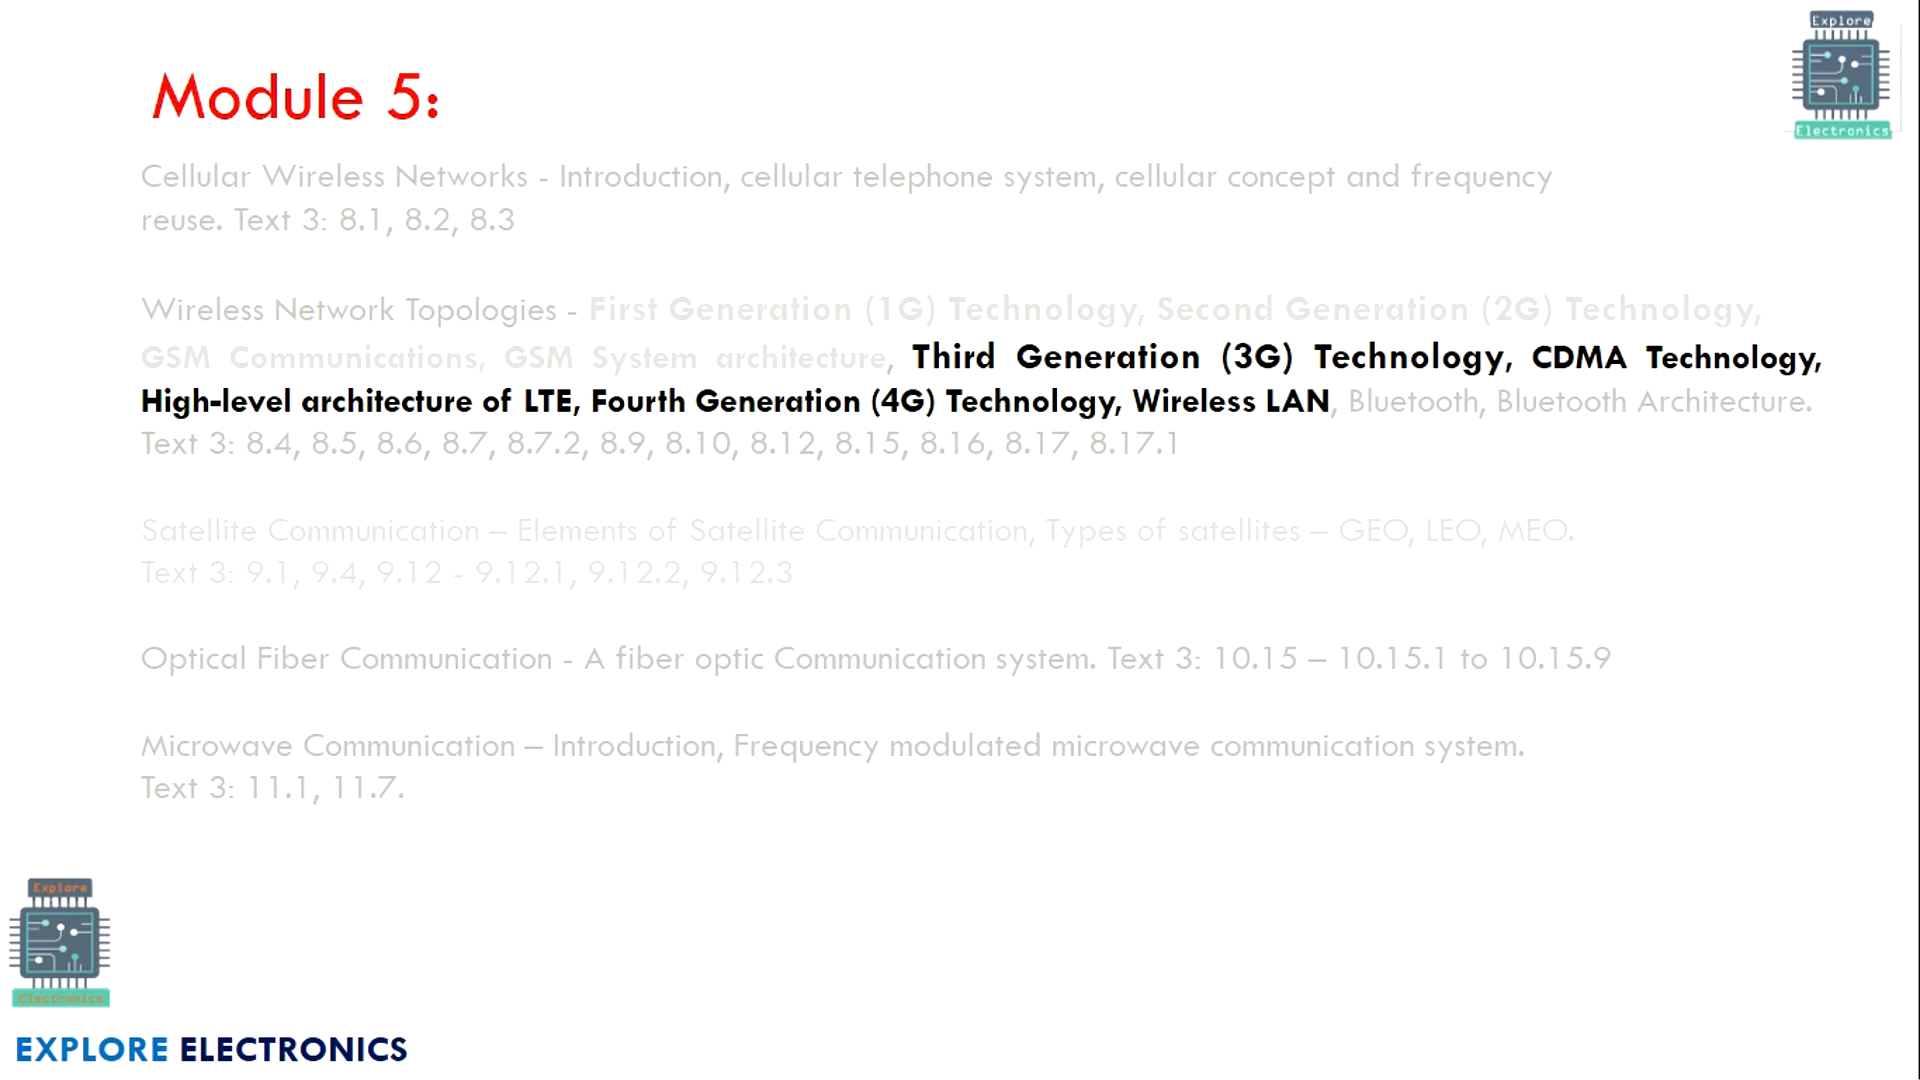 Explore
Electronics
Module 5:
Cellular Wireless Networks - Introduction, cellular telephone system, cellular concept and frequency
reuse. Text 3: 8.1, 8.2, 8.3
Wireless Network Topologies - First Generation (1G) Technology, Second Generation (2G) Technology,
GSM Communications, GSM System architecture, Third Generation (3G) Technology, CDMA Technology,
High-level architecture of LTE, Fourth Generation (4G) Technology, Wireless LAN, Bluetooth, Bluetooth Architecture.
Text 3: 8.4, 8.5, 8.6, 8.7, 8.7.2, 8.9, 8.10, 8.12, 8.15, 8.16, 8.17, 8.17.1
Satellite Communication – Elements of Satellite Communication, Types of satellites – GEO, LEO, MEO.
Text 3: 9.1, 9.4, 9.12 - 9.12.1, 9.12.2, 9.12.3
Optical Fiber Communication - A fiber optic Communication system. Text 3: 10.15 – 10.15.1 to 10.15.9
Microwave Communication – Introduction, Frequency modulated microwave communication system.
Text 3: 11.1, 11.7.
Explore
Electronics
EXPLORE ELECTRONICS